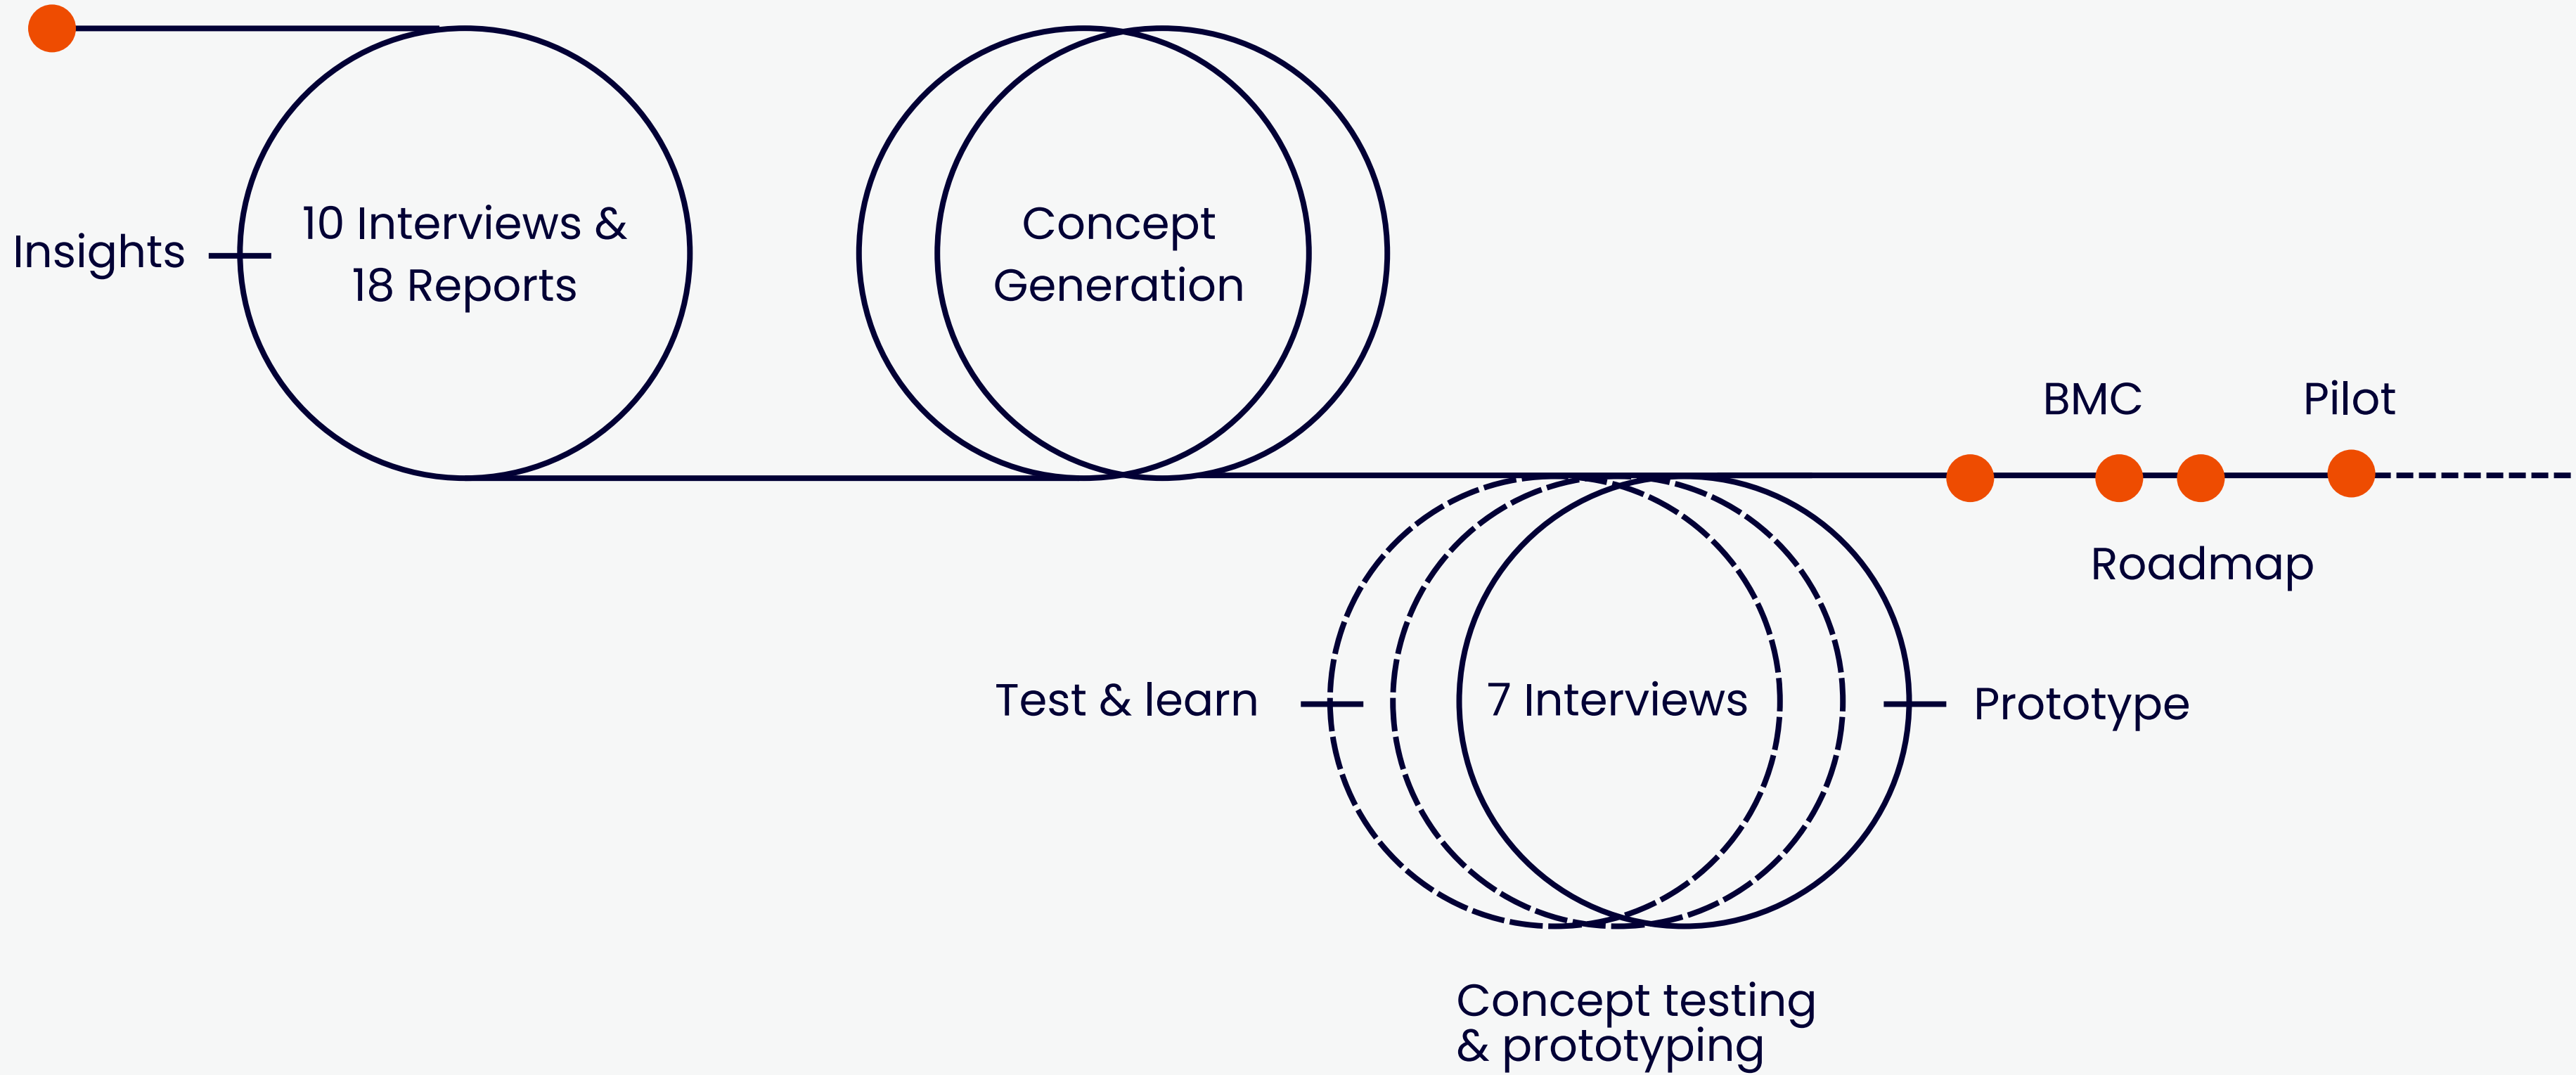 Insights
10 Interviews &
18 Reports
Concept
Generation
BMC
Pilot
Roadmap
Test & learn
7 Interviews
Prototype
Concept testing
& prototyping